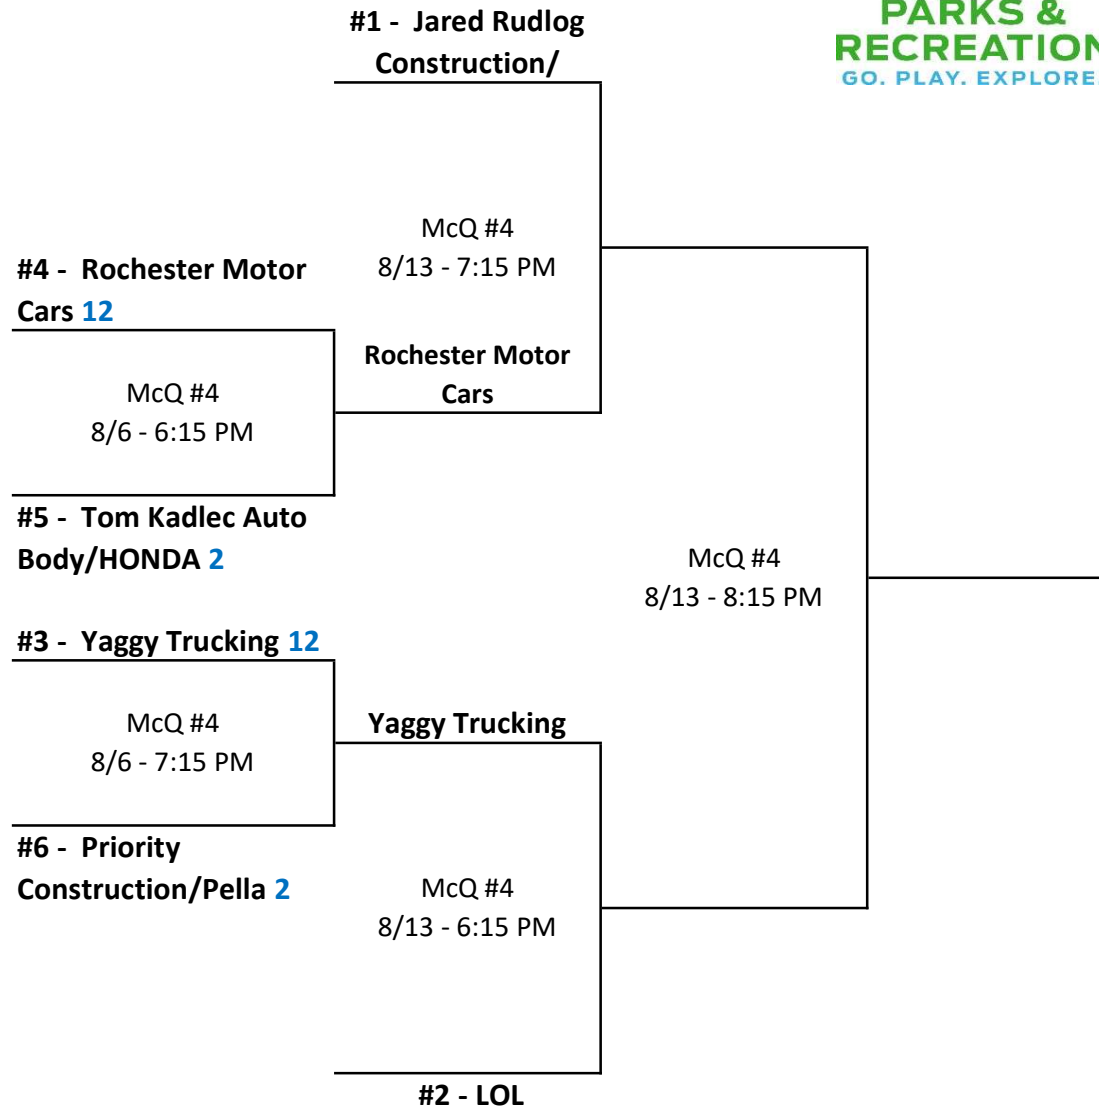 #1 - Jared Rudlog
Construction/
PARKS &
RECREATION
GO. PLAY. EXPLORE.
McQ #4
8/13 - 7:15 PM
#4 - Rochester Motor
Cars 12
Rochester Motor
Cars
McQ #4
8/6 - 6:15 PM
#5 - Tom Kadlec Auto
Body/HONDA 2
McQ #4
8/13 - 8:15 PM
#3 - Yaggy Trucking 12
McQ #4
8/6 - 7:15 PM
Yaggy Trucking
#6 - Priority
Construction/Pella 2
McQ #4
8/13 - 6:15 PM
#2 - LOL